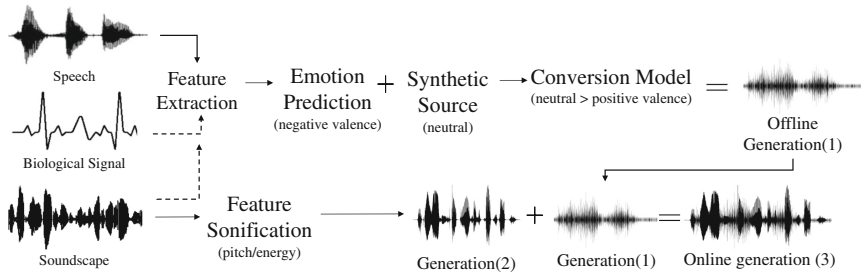 Speech
Feature
Extraction
Emotion
Prediction
(negative valence)
+
Synthetic
Source
(neutral)
Conversion Model
(neutral > positive valence)
=
Offline
Generation(1)
Biological Signal
Soundscape
Feature
Sonification
(pitch/energy)
Generation(2)
+
Generation(1)
=
Online generation (3)